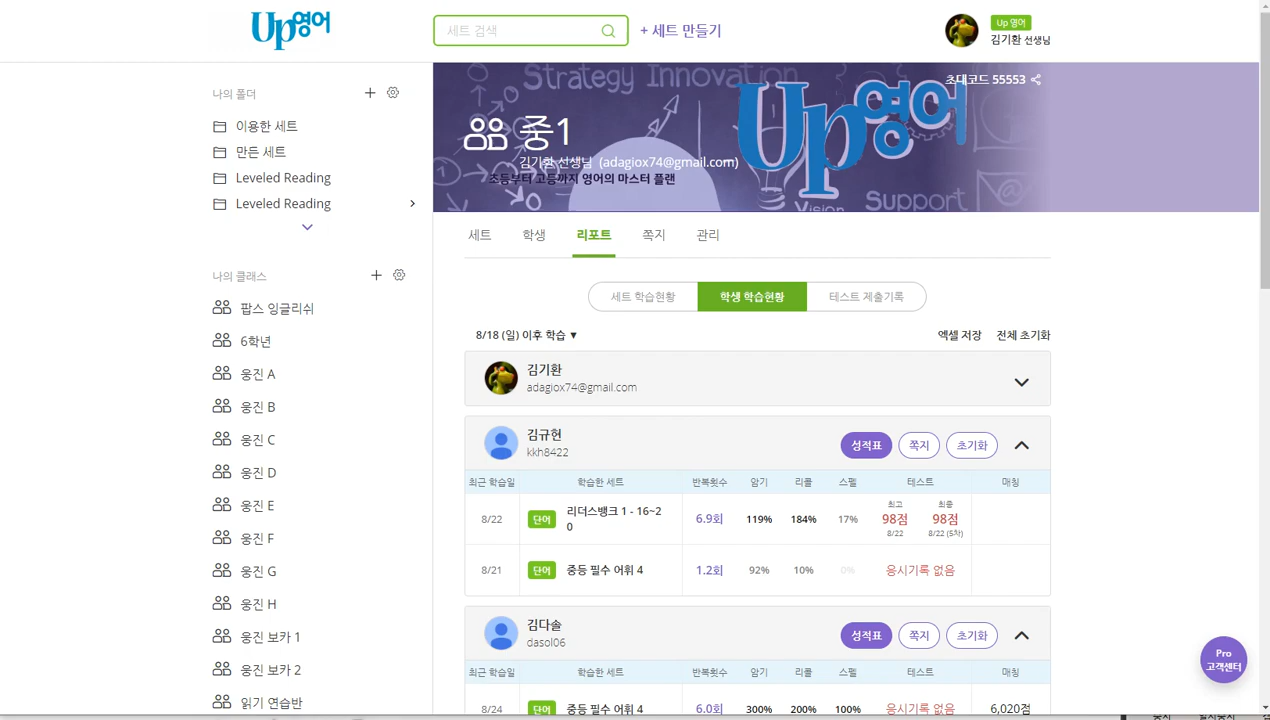 Up영어
세트 검색
+ 세트 만들기
Up 영어
김기환 선생님
나의 폴더
이용한 세트
만든 세트
Leveled Reading
Leveled Reading
나의 클래스
팝스 잉글리쉬
6학년
웅진 A
웅진 B
웅진 C
웅진 D
웅진 E
웅진 F
웅진 G
웅진 H
웅진 보카 1
웅진 보카 2
읽기 연습반
Strategy Innovation
초대코드 55553
Up영어
중1
김기환 선생님 (adagiox74@gmail.com)
초등부터 고등까지 영어의 마스터 플랜
Vision
Support
세트 학생 리포트 쪽지 관리
세트 학습현황 학생 학습현황 테스트 제출기록
8/18 (일) 이후 학습 ▼ 엑셀 저장 전체 초기화
김기환
adagiox74@gmail.com
김규현
kkh8422
성적표 쪽지 초기화
최근 학습일 학습한 세트 반복횟수 암기 리콜 스펠 테스트 매칭
8/22 단어 리더스뱅크 1 - 16~2
0
6.9회 119% 184% 17%
최고 최종
98점 98점
8/22 8/22 (5차)
8/21 단어 중등 필수 어휘 4 1.2회 92% 10% 0% 응시기록 없음
김다솔
dasol06
성적표 쪽지 초기화
최근 학습일 학습한 세트 반복횟수 암기 리콜 스펠 테스트 매칭
8/24 단어 중등 필수 어휘 4 6.0회 300% 200% 100% 응시기록 없음 6,020점
Pro
고객센터